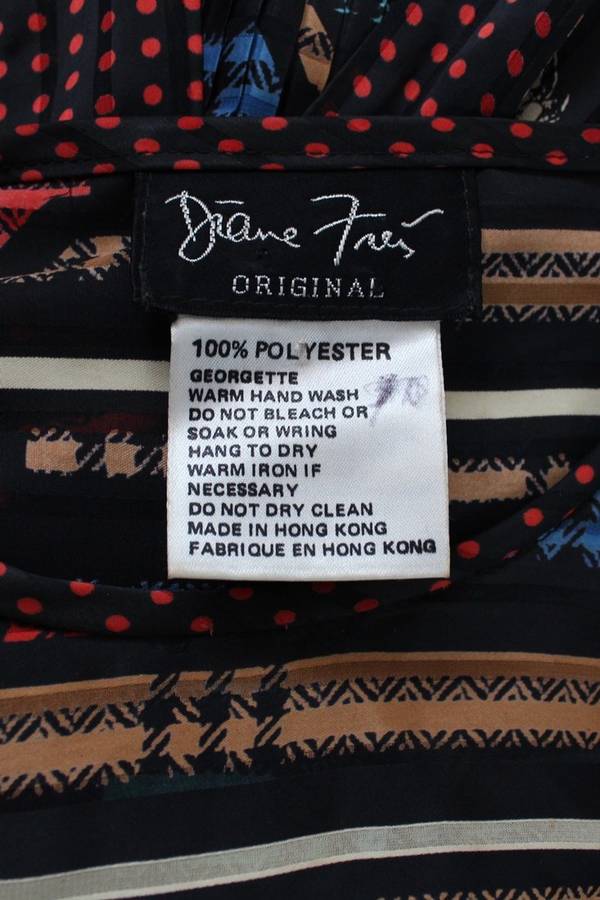 Diane Freis
ORIGINAL
100% POLYESTER
GEORGETTE
WARM HAND WASH
DO NOT BLEACH OR
SOAK OR WRING
HANG TO DRY
WARM IRON IF
NECESSARY
DO NOT DRY CLEAN
MADE IN HONG KONG
FABRIQUE EN HONG KONG